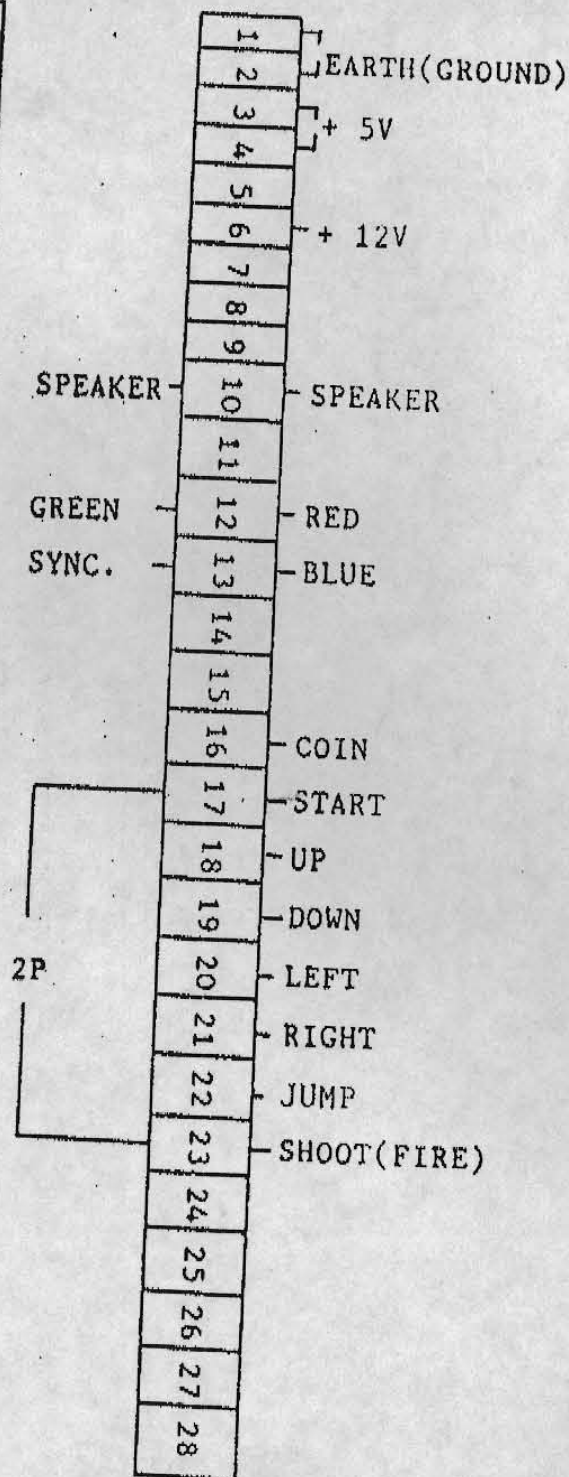 1
2
EARTH(GROUND)
3
4
+ 5V
5
6
+ 12V
7
8
9
SPEAKER
10
SPEAKER
11
GREEN
12
RED
SYNC.
13
BLUE
14
15
16
COIN
17
START
18
UP
19
DOWN
2P
20
LEFT
21
RIGHT
22
JUMP
23
SHOOT(FIRE)
24
25
26
27
28